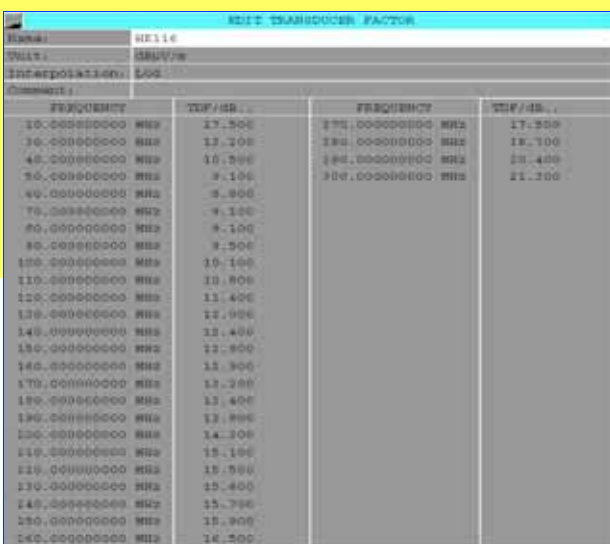 EDIT TRANSDUCER FACTOR
Name: HK116
Unit: dBµV/m
Interpolation: LOG
Comment:
FREQUENCY TDF/dB.. FREQUENCY TDF/dB..
20.000000000 MHz 17.500 270.000000000 MHz 17.500
30.000000000 MHz 12.200 280.000000000 MHz 18.700
40.000000000 MHz 10.500 290.000000000 MHz 20.400
50.000000000 MHz 9.100 300.000000000 MHz 21.300
60.000000000 MHz 8.800
70.000000000 MHz 9.100
80.000000000 MHz 9.100
90.000000000 MHz 9.500
100.000000000 MHz 10.100
110.000000000 MHz 10.800
120.000000000 MHz 11.400
130.000000000 MHz 12.000
140.000000000 MHz 12.400
150.000000000 MHz 12.800
160.000000000 MHz 12.900
170.000000000 MHz 13.200
180.000000000 MHz 13.400
190.000000000 MHz 13.800
200.000000000 MHz 14.200
210.000000000 MHz 15.100
220.000000000 MHz 15.500
230.000000000 MHz 15.600
240.000000000 MHz 15.700
250.000000000 MHz 15.900
260.000000000 MHz 16.500